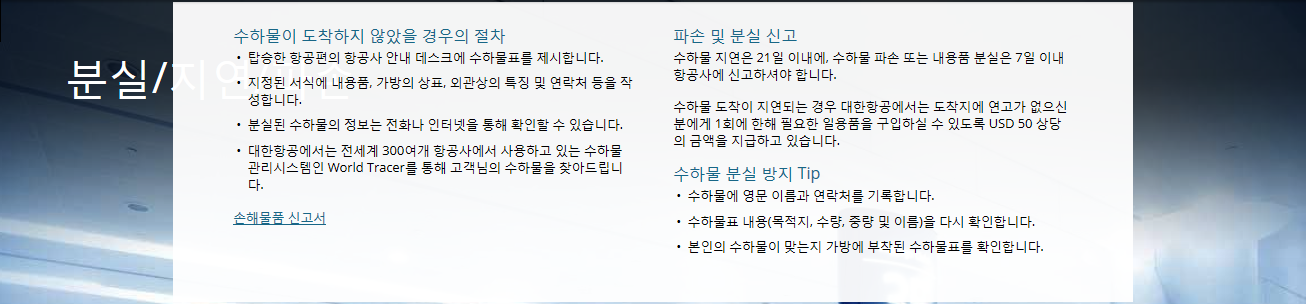 분실/지연/파손
수하물이 도착하지 않았을 경우의 절차
• 탑승한 항공편의 항공사 안내 데스크에 수하물표를 제시합니다.
• 지정된 서식에 내용품, 가방의 상표, 외관상의 특징 및 연락처 등을 작
성합니다.
• 분실된 수하물의 정보는 전화나 인터넷을 통해 확인할 수 있습니다.
• 대한항공에서는 전세계 300여개 항공사에서 사용하고 있는 수하물
관리시스템인 World Tracer를 통해 고객님의 수하물을 찾아드립니
다.
손해물품 신고서
파손 및 분실 신고
수하물 지연은 21일 이내에, 수하물 파손 또는 내용품 분실은 7일 이내
항공사에 신고하셔야 합니다.
수하물 도착이 지연되는 경우 대한항공에서는 도착지에 연고가 없으신
분에게 1회에 한해 필요한 일용품을 구입하실 수 있도록 USD 50 상당
의 금액을 지급하고 있습니다.
수하물 분실 방지 Tip
• 수하물에 영문 이름과 연락처를 기록합니다.
• 수하물표 내용(목적지, 수량, 중량 및 이름)을 다시 확인합니다.
• 본인의 수하물이 맞는지 가방에 부착된 수하물표를 확인합니다.